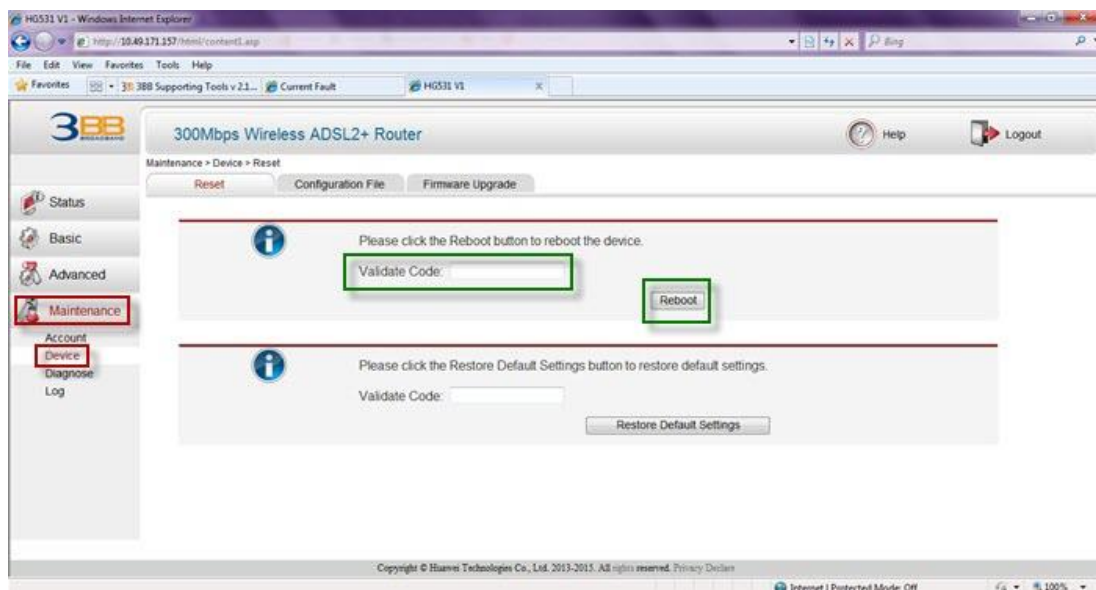 HG531 V1 - Windows Internet Explorer
http://10.49.171.157/html/content1.asp
Bing
File Edit View Favorites Tools Help
Favorites 3BB Supporting Tools v 2.1... Current Fault HG531 V1
3BB
BROADBAND
300Mbps Wireless ADSL2+ Router
Help
Logout
Maintenance > Device > Reset
Reset Configuration File Firmware Upgrade
Status
Basic
Advanced
Maintenance
Account
Device
Diagnose
Log
Please click the Reboot button to reboot the device.
Validate Code:
Reboot
Please click the Restore Default Settings button to restore default settings.
Validate Code:
Restore Default Settings
Copyright © Huawei Technologies Co., Ltd. 2013-2015. All rights reserved. Privacy Declare
Internet | Protected Mode: Off 100%